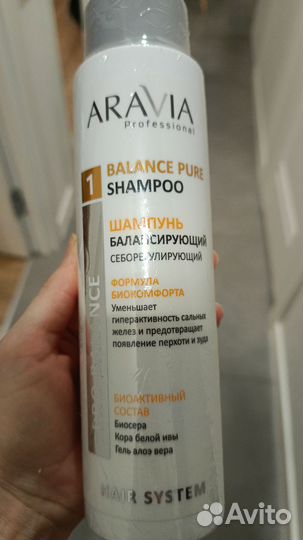 ARAVIA
Professional
1
BALANCE PURE
SHAMPOO
ШАМПУНЬ
БАЛАНСИРУЮЩИЙ
СЕБОРЕГУЛИРУЮЩИЙ
ФОРМУЛА
БИОКОМФОРТА
Уменьшает
гиперактивность сальных
желез и предотвращает
появление перхоти и зуда
БИОАКТИВНЫЙ
СОСТАВ
Биосера
Кора белой ивы
Гель алоэ вера
HAIR SYSTEM
Avito